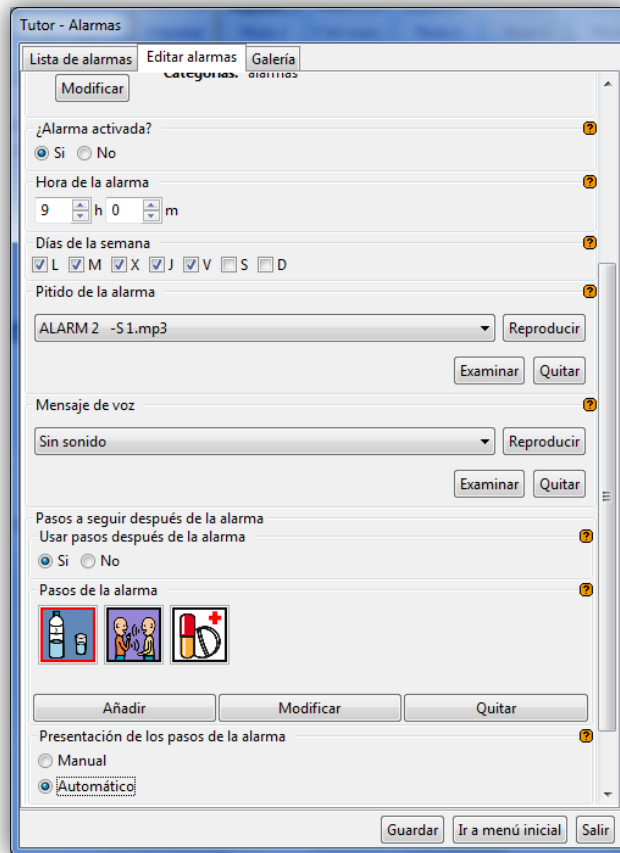 Tutor - Alarmas
Lista de alarmas Editar alarmas Galería
Categorías: alarmas
Modificar
¿Alarma activada? ?
Si No
Hora de la alarma ?
9 h 0 m
Días de la semana ?
L M X J V S D
Pitido de la alarma ?
ALARM 2 -S1.mp3 Reproducir
Examinar Quitar
Mensaje de voz ?
Sin sonido Reproducir
Examinar Quitar
Pasos a seguir después de la alarma
Usar pasos después de la alarma ?
Si No
Pasos de la alarma ?
Añadir Modificar Quitar
Presentación de los pasos de la alarma ?
Manual
Automático
Guardar Ir a menú inicial Salir